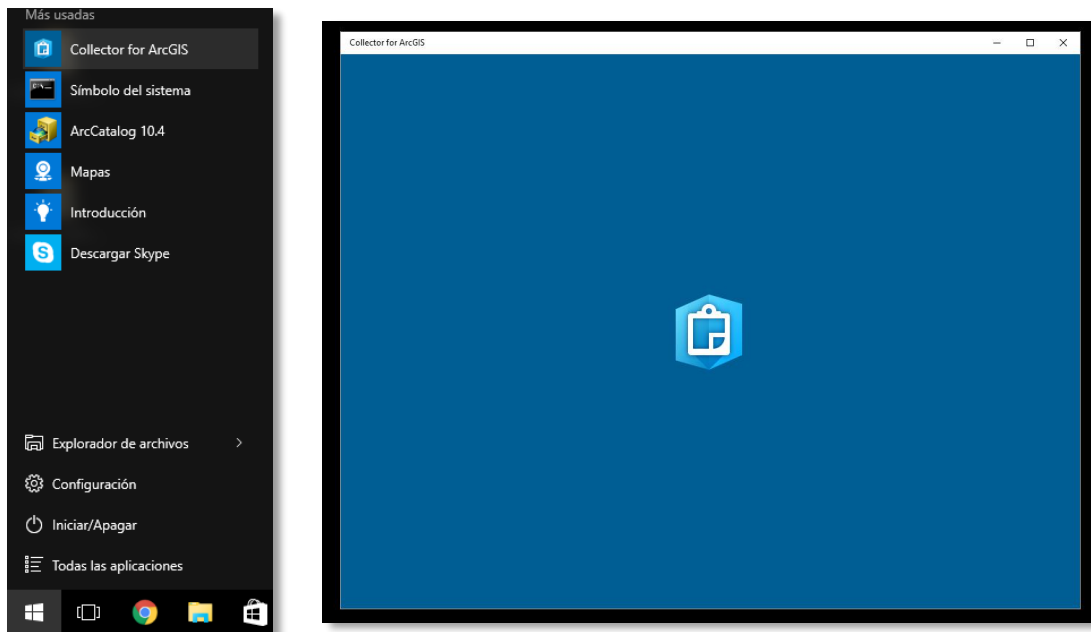 Más usadas
Collector for ArcGIS
Símbolo del sistema
ArcCatalog 10.4
Mapas
Introducción
Descargar Skype
Explorador de archivos
Configuración
Iniciar/Apagar
Todas las aplicaciones
Collector for ArcGIS